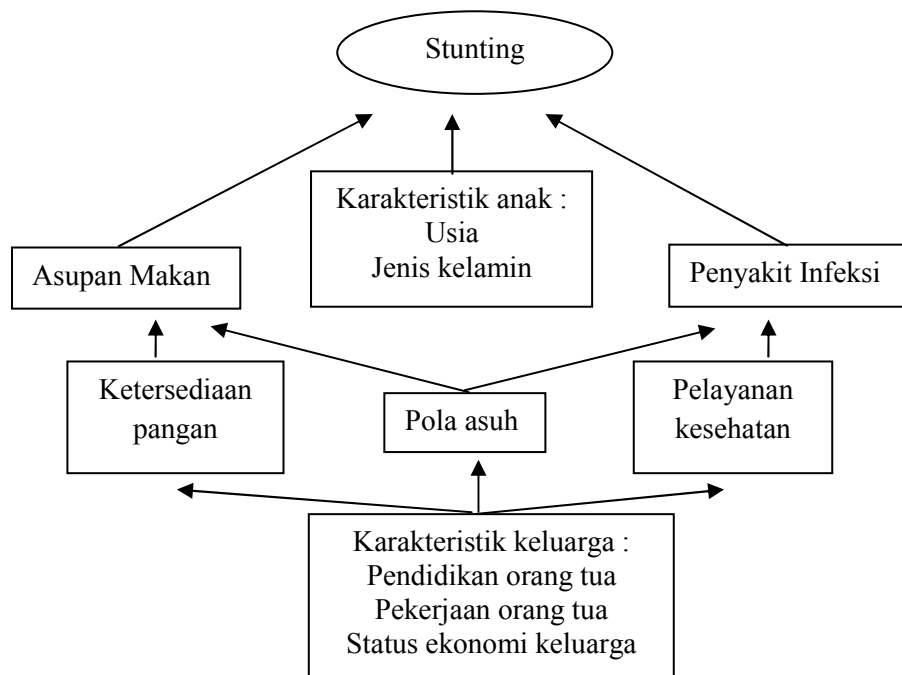 Stunting
Karakteristik anak :
Usia
Jenis kelamin
Asupan Makan
Penyakit Infeksi
Ketersediaan
pangan
Pola asuh
Pelayanan
kesehatan
Karakteristik keluarga :
Pendidikan orang tua
Pekerjaan orang tua
Status ekonomi keluarga